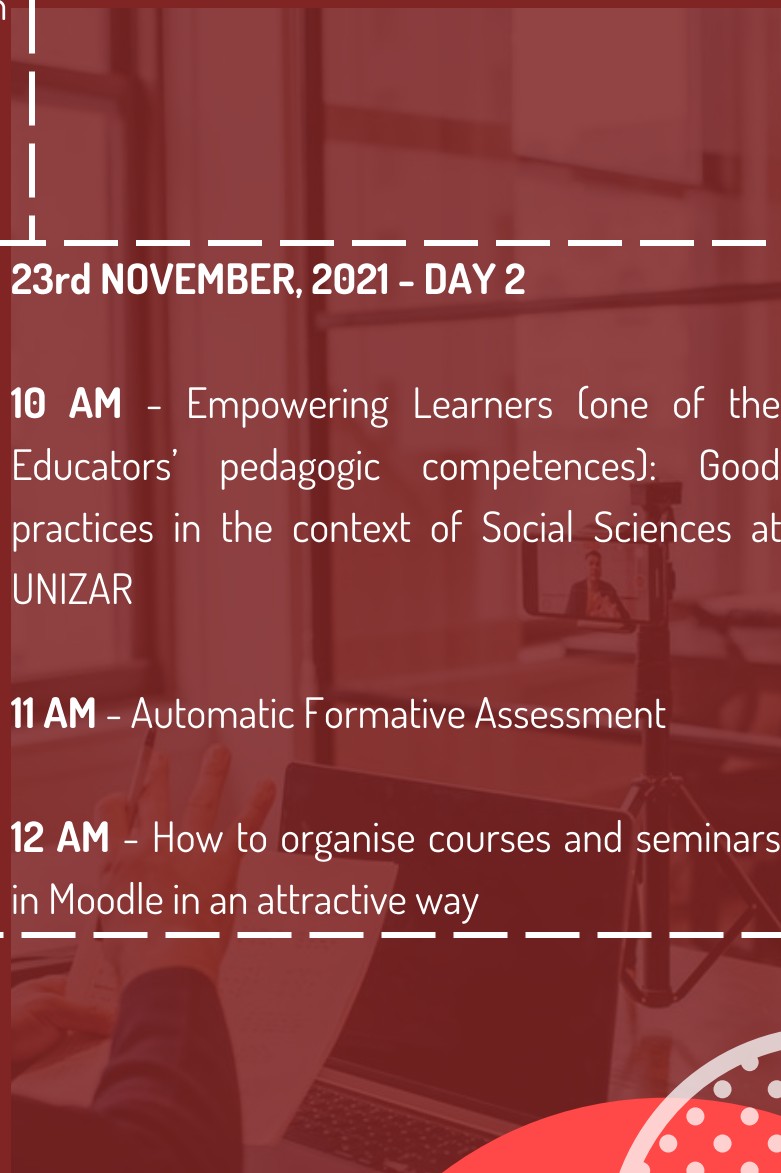 23rd NOVEMBER, 2021 - DAY 2
10 AM - Empowering Learners (one of the
Educators’ pedagogic competences): Good
practices in the context of Social Sciences at
UNIZAR
11 AM - Automatic Formative Assessment
12 AM - How to organise courses and seminars
in Moodle in an attractive way